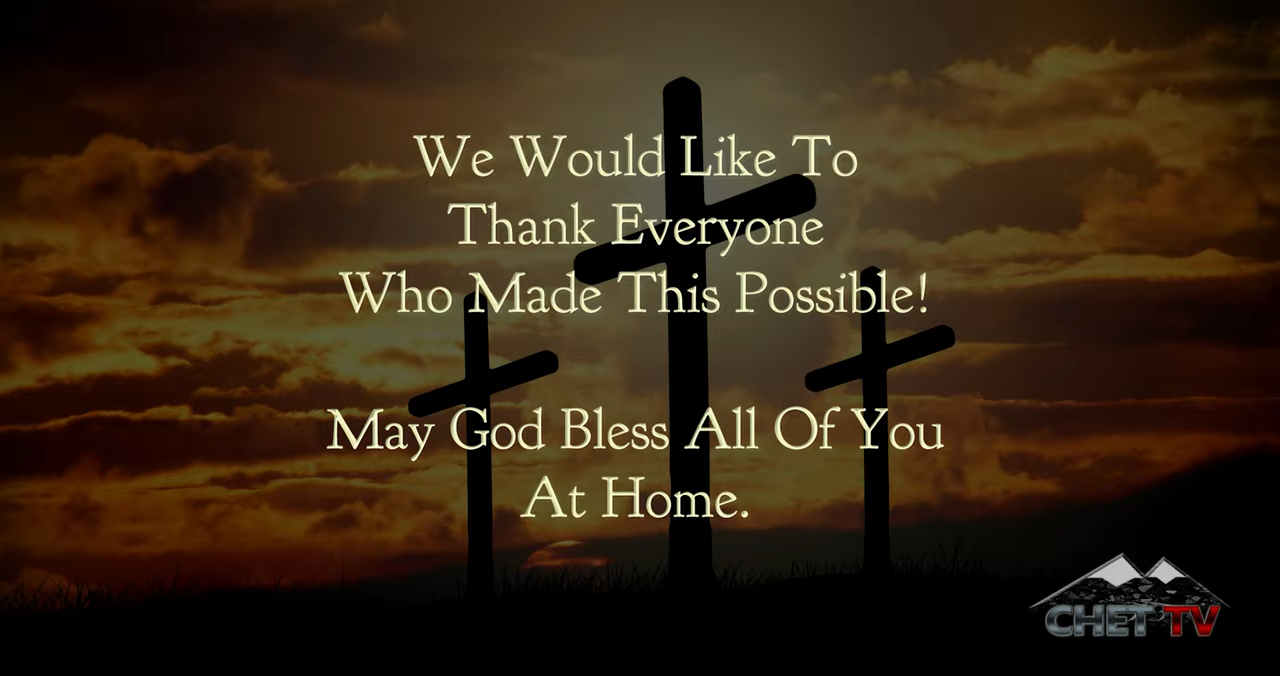 We Would Like To
Thank Everyone
Who Made This Possible!
May God Bless All Of You
At Home.
CHET TV